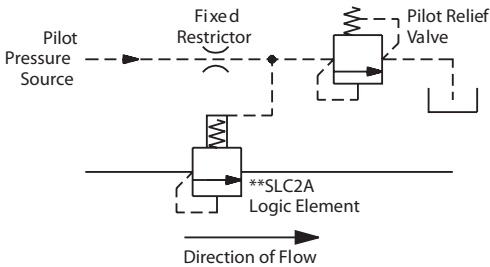 Pilot
Pressure
Source
Fixed
Restrictor
Pilot Relief
Valve
**SLC2A
Logic Element
Direction of Flow